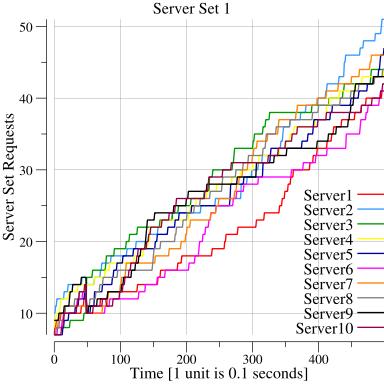 Server Set 1
50
40
30
20
10
Server Set Requests
Server1
Server2
Server3
Server4
Server5
Server6
Server7
Server8
Server9
Server10
0 100 200 300 400
Time [1 unit is 0.1 seconds]